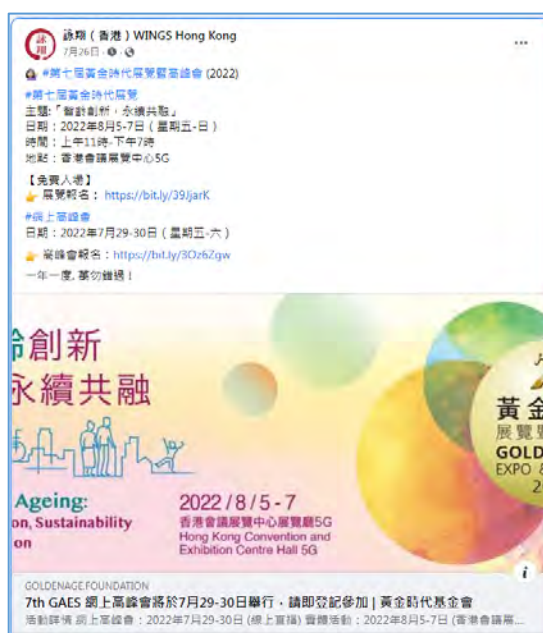 詠翔（香港）WINGS Hong Kong
7月26日 ·
#第七屆黃金時代展覽暨高峰會 (2022)
#第七屆黃金時代展覽
主題:「智齡創新，永續共融」
日期：2022年8月5-7日（星期五-日）
時間：上午11時-下午7時
地點：香港會議展覽中心5G
【免費入場】
👉 展覽報名： https://bit.ly/39JjarK
#網上高峰會
日期：2022年7月29-30日（星期五-六）
👉 高峰會報名：https://bit.ly/3Oz6Zgw
一年一度, 萬勿錯過！
齡創新
永續共融
Ageing:
on, Sustainability
on
2022 / 8 / 5 - 7
香港會議展覽中心展覽廳5G
Hong Kong Convention and
Exhibition Centre Hall 5G
黃金
展覽暨
GOLD
EXPO &
20
GOLDENAGE.FOUNDATION
7th GAES 網上高峰會將於7月29-30日舉行，請即登記參加 | 黃金時代基金會
活動詳情 網上高峰會：2022年7月29-30日 (線上直播) 實體活動：2022年8月5-7日 (香港會議展...